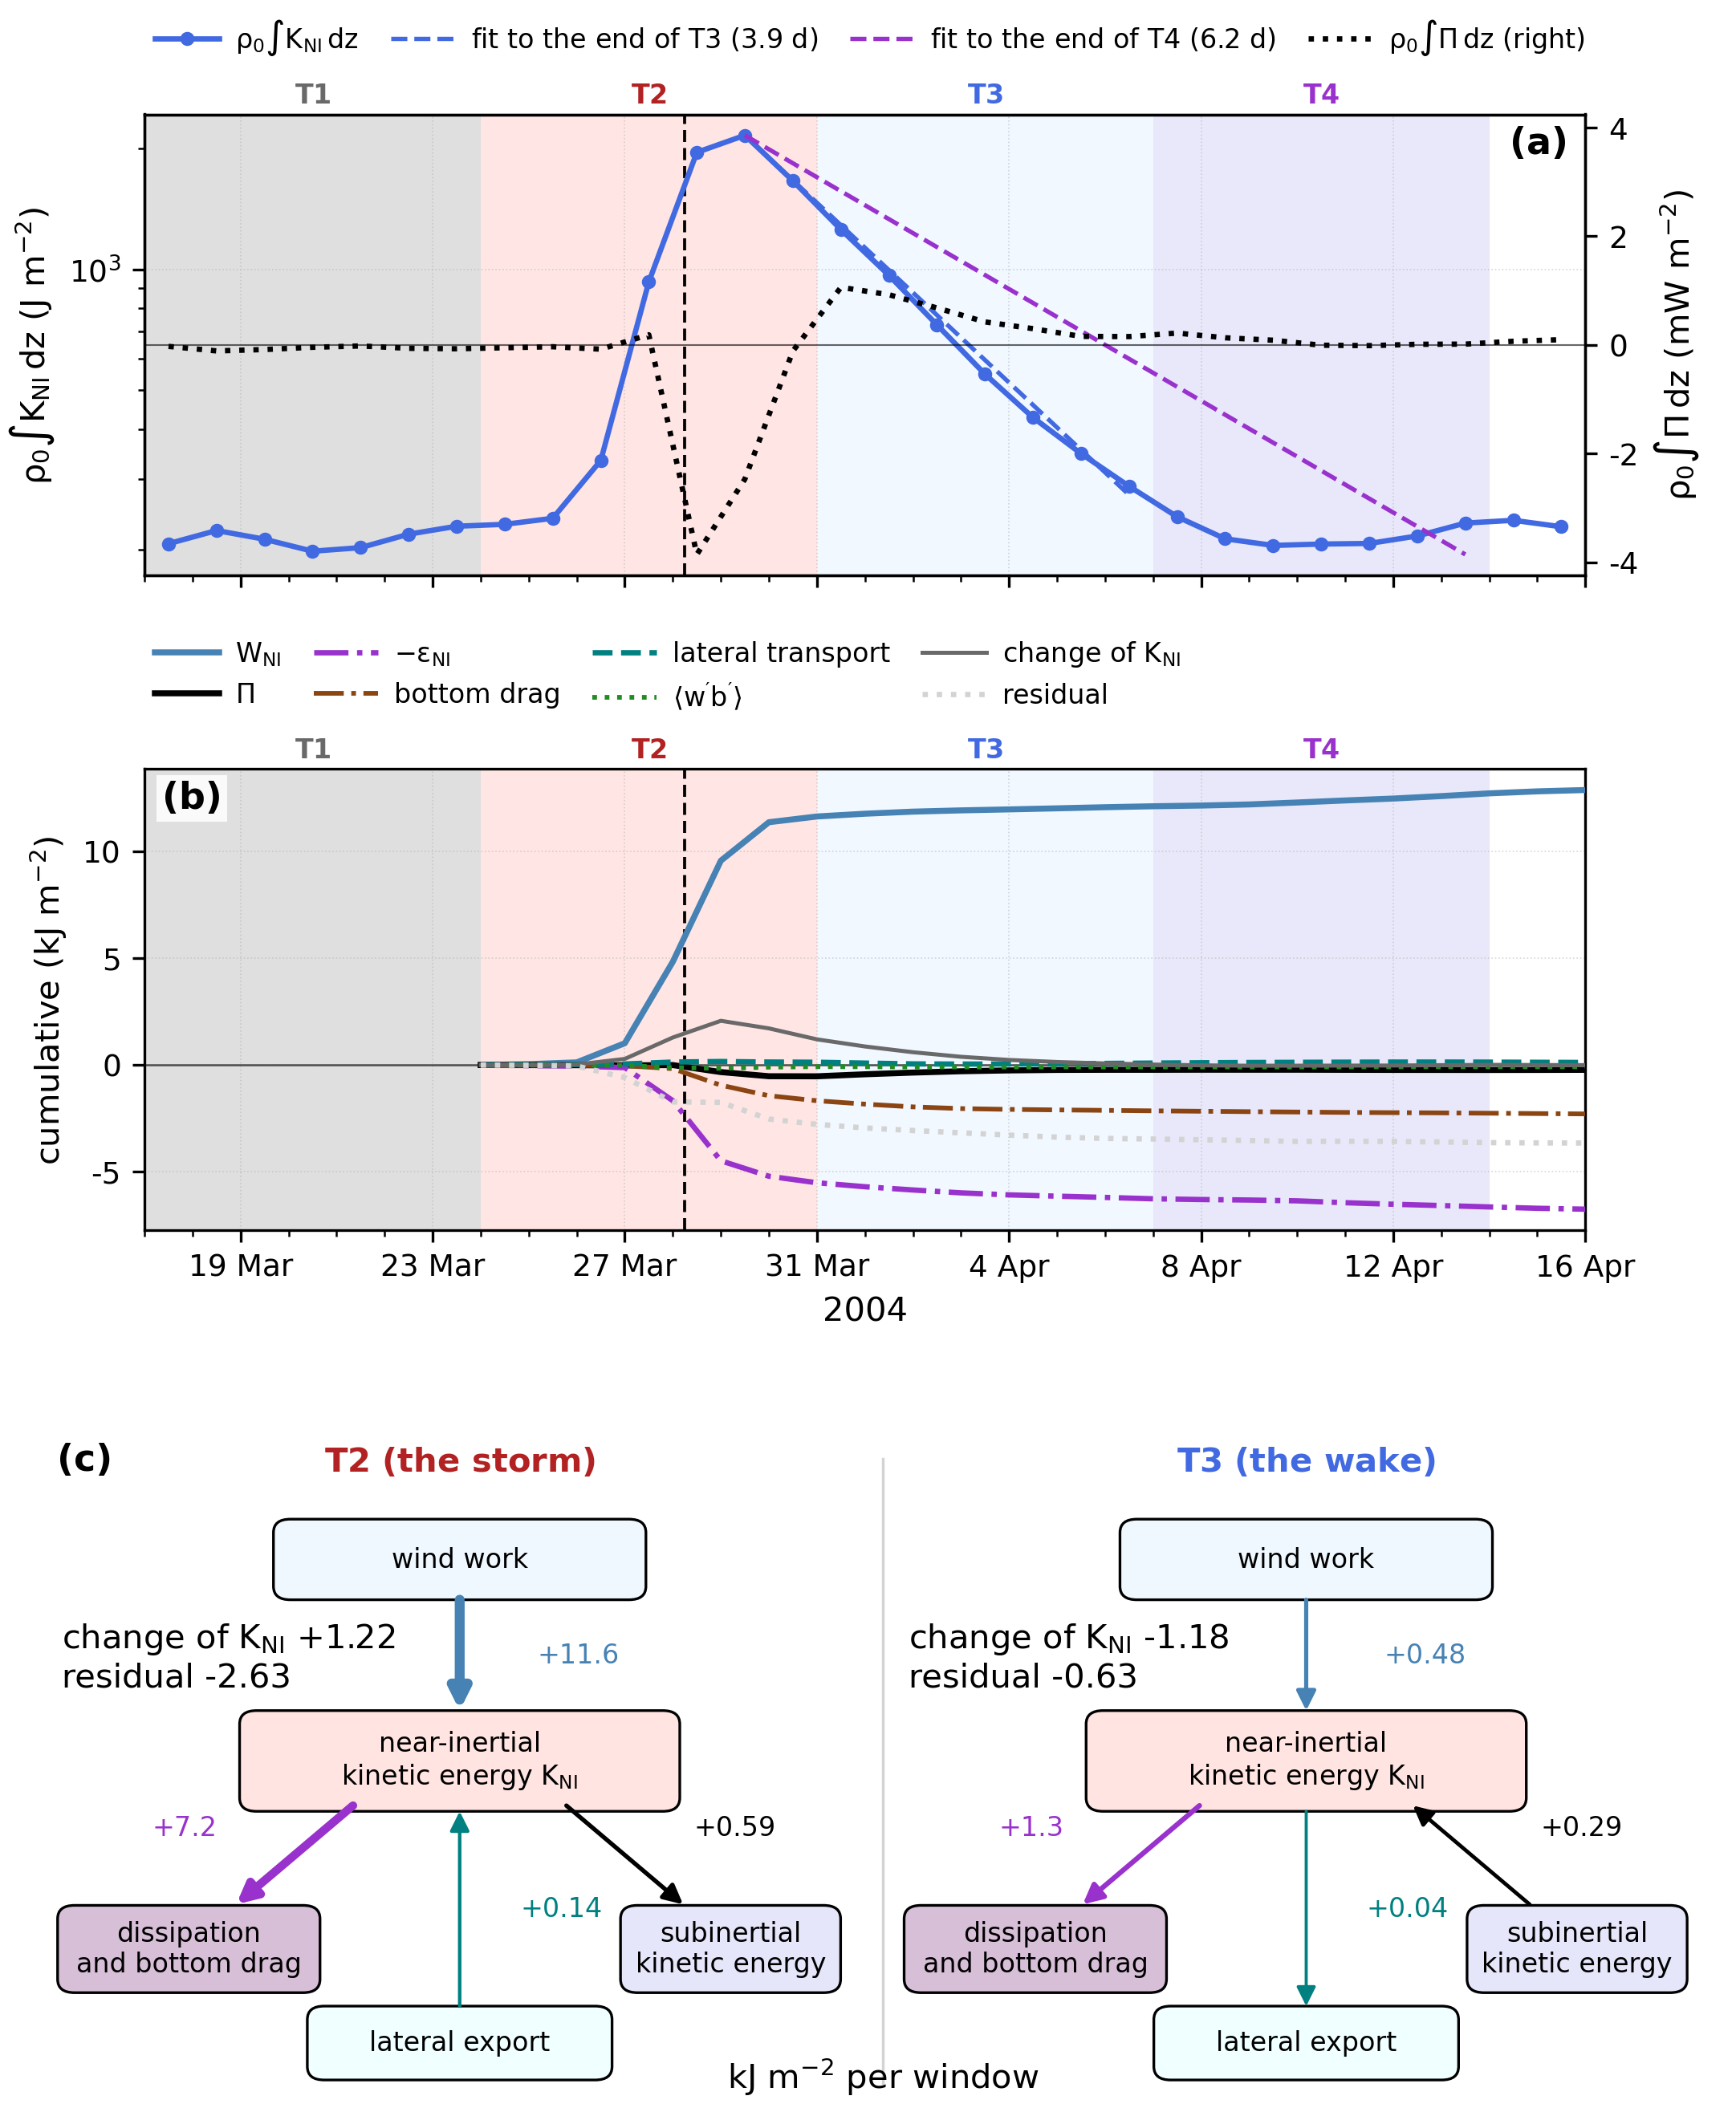 ρ₀∫K_NI dz   fit to the end of T3 (3.9 d)   fit to the end of T4 (6.2 d)   ρ₀∫Π dz (right)
T1 T2 T3 T4
(a)
10³
4
2
0
-2
-4
ρ₀∫K_NI dz (J m⁻²)
ρ₀∫Π dz (mW m⁻²)
W_NI   −ε_NI   lateral transport   change of K_NI
Π   bottom drag   ⟨w′b′⟩   residual
T1 T2 T3 T4
(b)
10
5
0
-5
cumulative (kJ m⁻²)
19 Mar 23 Mar 27 Mar 31 Mar 4 Apr 8 Apr 12 Apr 16 Apr
2004
(c)
T2 (the storm)
wind work
change of K_NI +1.22
residual -2.63
+11.6
near-inertial
kinetic energy K_NI
+7.2
+0.59
+0.14
dissipation
and bottom drag
subinertial
kinetic energy
lateral export
T3 (the wake)
wind work
change of K_NI -1.18
residual -0.63
+0.48
near-inertial
kinetic energy K_NI
+1.3
+0.29
+0.04
dissipation
and bottom drag
subinertial
kinetic energy
lateral export
kJ m⁻² per window